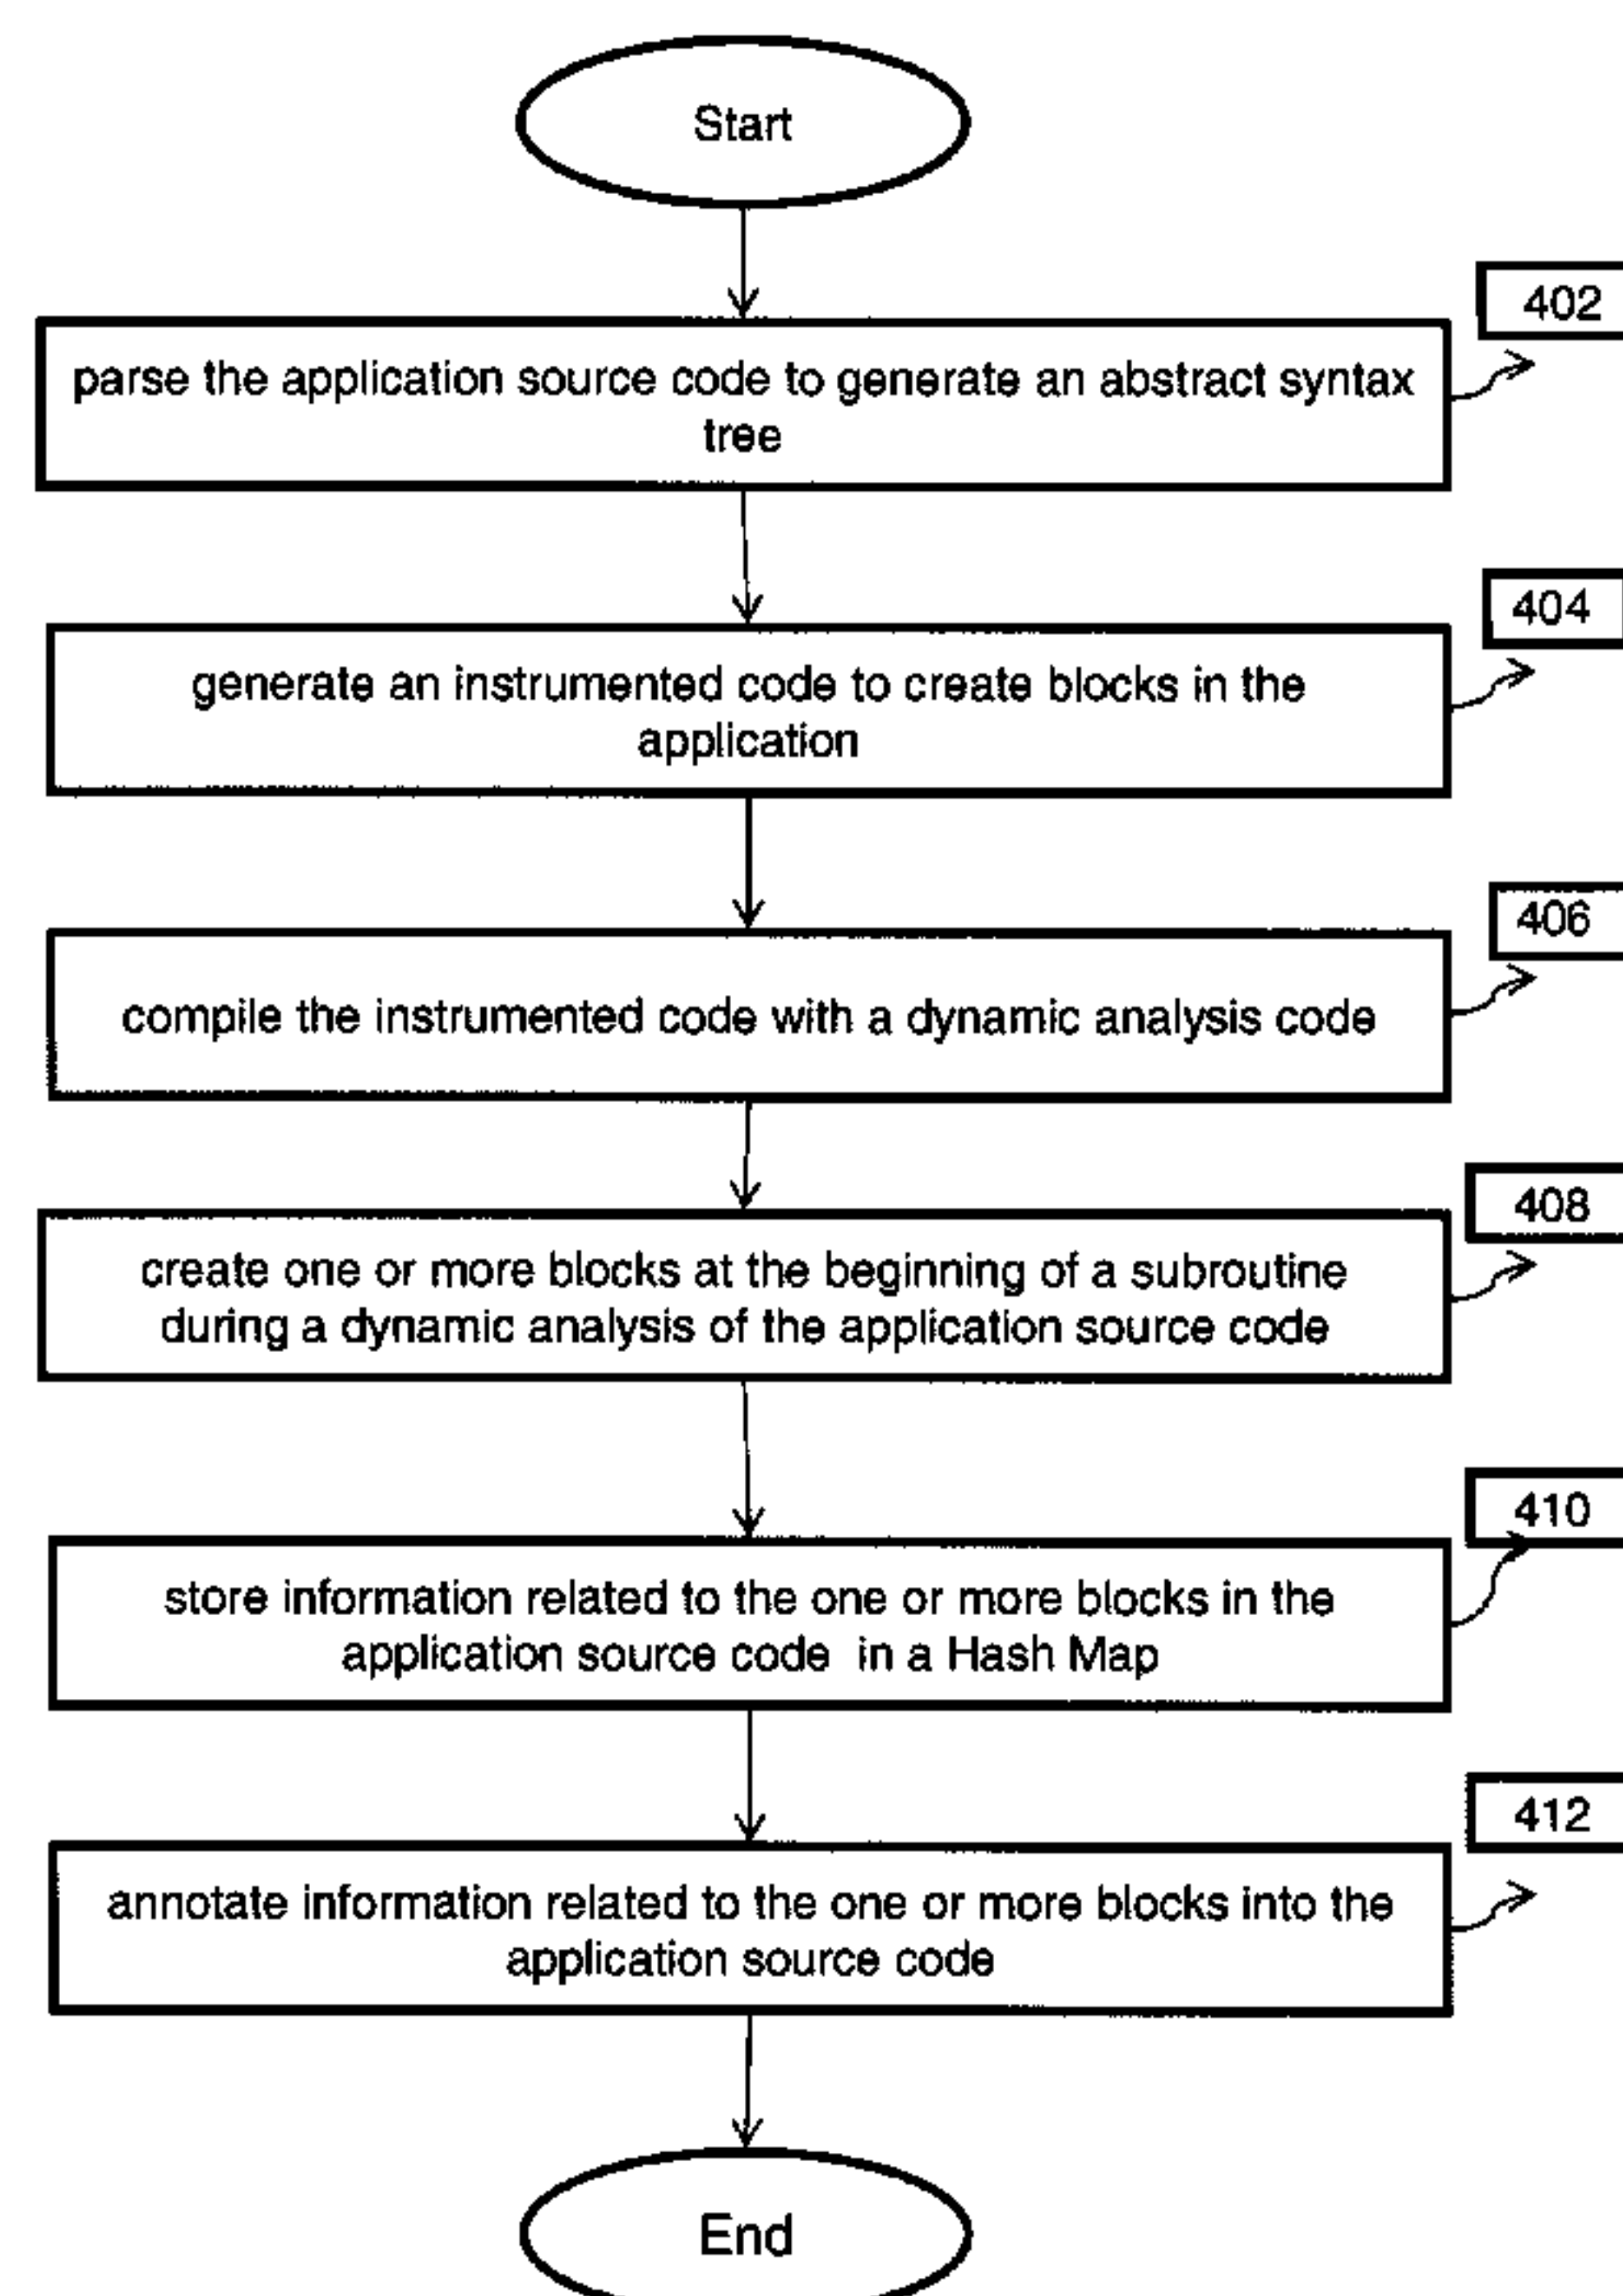 Start
402
parse the application source code to generate an abstract syntax
tree
404
generate an instrumented code to create blocks in the
application
406
compile the instrumented code with a dynamic analysis code
408
create one or more blocks at the beginning of a subroutine
during a dynamic analysis of the application source code
410
store information related to the one or more blocks in the
application source code in a Hash Map
412
annotate information related to the one or more blocks into the
application source code
End